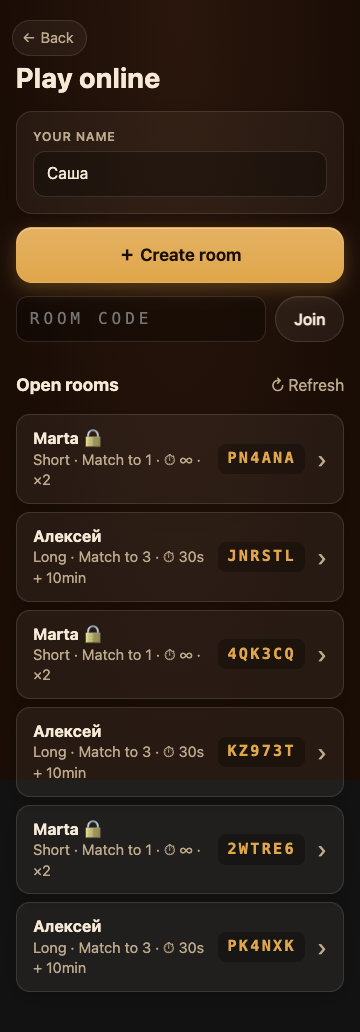 ← Back
Play online
YOUR NAME
Саша
+ Create room
ROOM CODE
Join
Open rooms
↻ Refresh
Marta 🔒
Short · Match to 1 · ⏱ ∞ ·
×2
PN4ANA ›
Алексей
Long · Match to 3 · ⏱ 30s
+ 10min
JNRSTL ›
Marta 🔒
Short · Match to 1 · ⏱ ∞ ·
×2
4QK3CQ ›
Алексей
Long · Match to 3 · ⏱ 30s
+ 10min
KZ973T ›
Marta 🔒
Short · Match to 1 · ⏱ ∞ ·
×2
2WTRE6 ›
Алексей
Long · Match to 3 · ⏱ 30s
+ 10min
PK4NXK ›